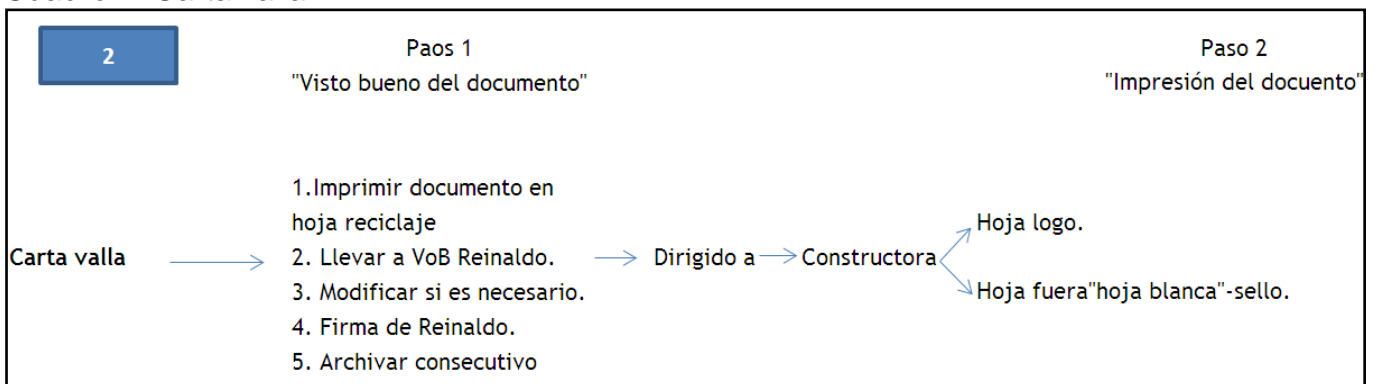 2
Paos 1
"Visto bueno del documento"
Paso 2
"Impresión del docuento"
Carta valla
1.Imprimir documento en
hoja reciclaje
2. Llevar a VoB Reinaldo.
3. Modificar si es necesario.
4. Firma de Reinaldo.
5. Archivar consecutivo
Dirigido a
Constructora
Hoja logo.
Hoja fuera"hoja blanca"-sello.